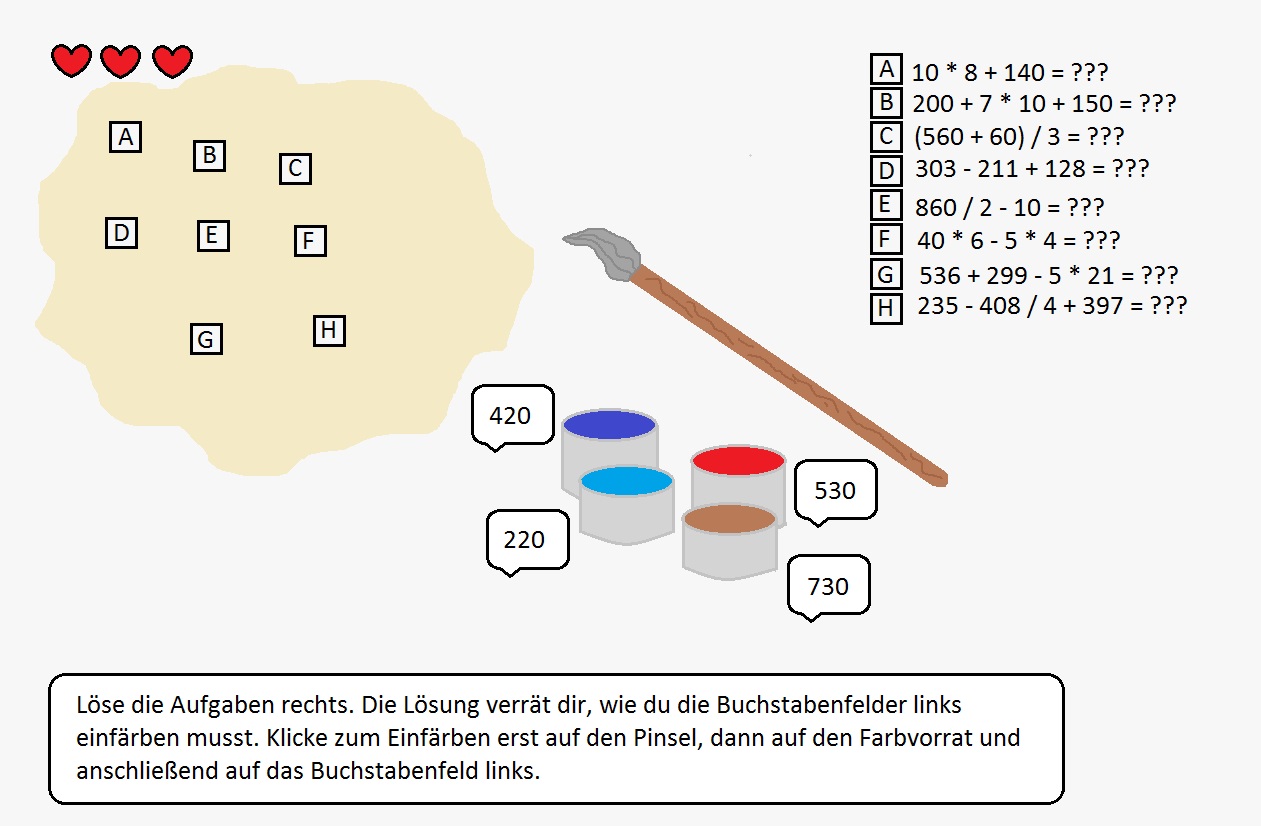 A 10 * 8 + 140 = ???
B 200 + 7 * 10 + 150 = ???
C (560 + 60) / 3 = ???
D 303 - 211 + 128 = ???
E 860 / 2 - 10 = ???
F 40 * 6 - 5 * 4 = ???
G 536 + 299 - 5 * 21 = ???
H 235 - 408 / 4 + 397 = ???
A
B
C
D
E
F
G
H
420
530
220
730
Löse die Aufgaben rechts. Die Lösung verrät dir, wie du die Buchstabenfelder links
einfärben musst. Klicke zum Einfärben erst auf den Pinsel, dann auf den Farbvorrat und
anschließend auf das Buchstabenfeld links.